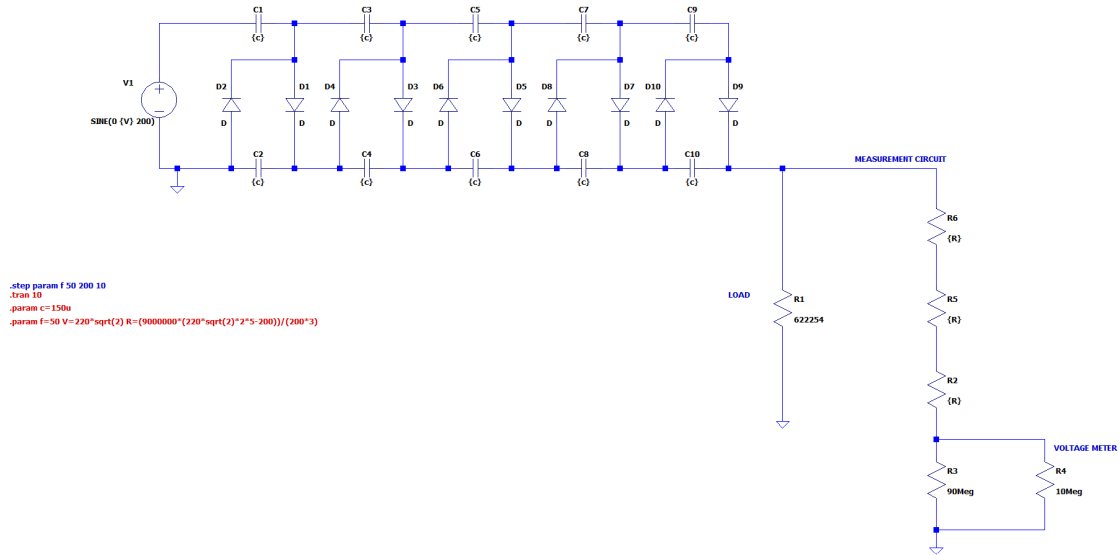 C1
{c}
C3
{c}
C5
{c}
C7
{c}
C9
{c}
V1
SINE(0 {V} 200)
D2
D
D1
D
D4
D
D3
D
D6
D
D5
D
D8
D
D7
D
D10
D
D9
D
C2
{c}
C4
{c}
C6
{c}
C8
{c}
C10
{c}
MEASUREMENT CIRCUIT
R6
{R}
.step param f 50 200 10
.tran 10
.param c=150u
.param f=50 V=220*sqrt(2) R=(9000000*(220*sqrt(2)*2*5-200))/(200*3)
LOAD
R1
622254
R5
{R}
R2
{R}
VOLTAGE METER
R3
90Meg
R4
10Meg